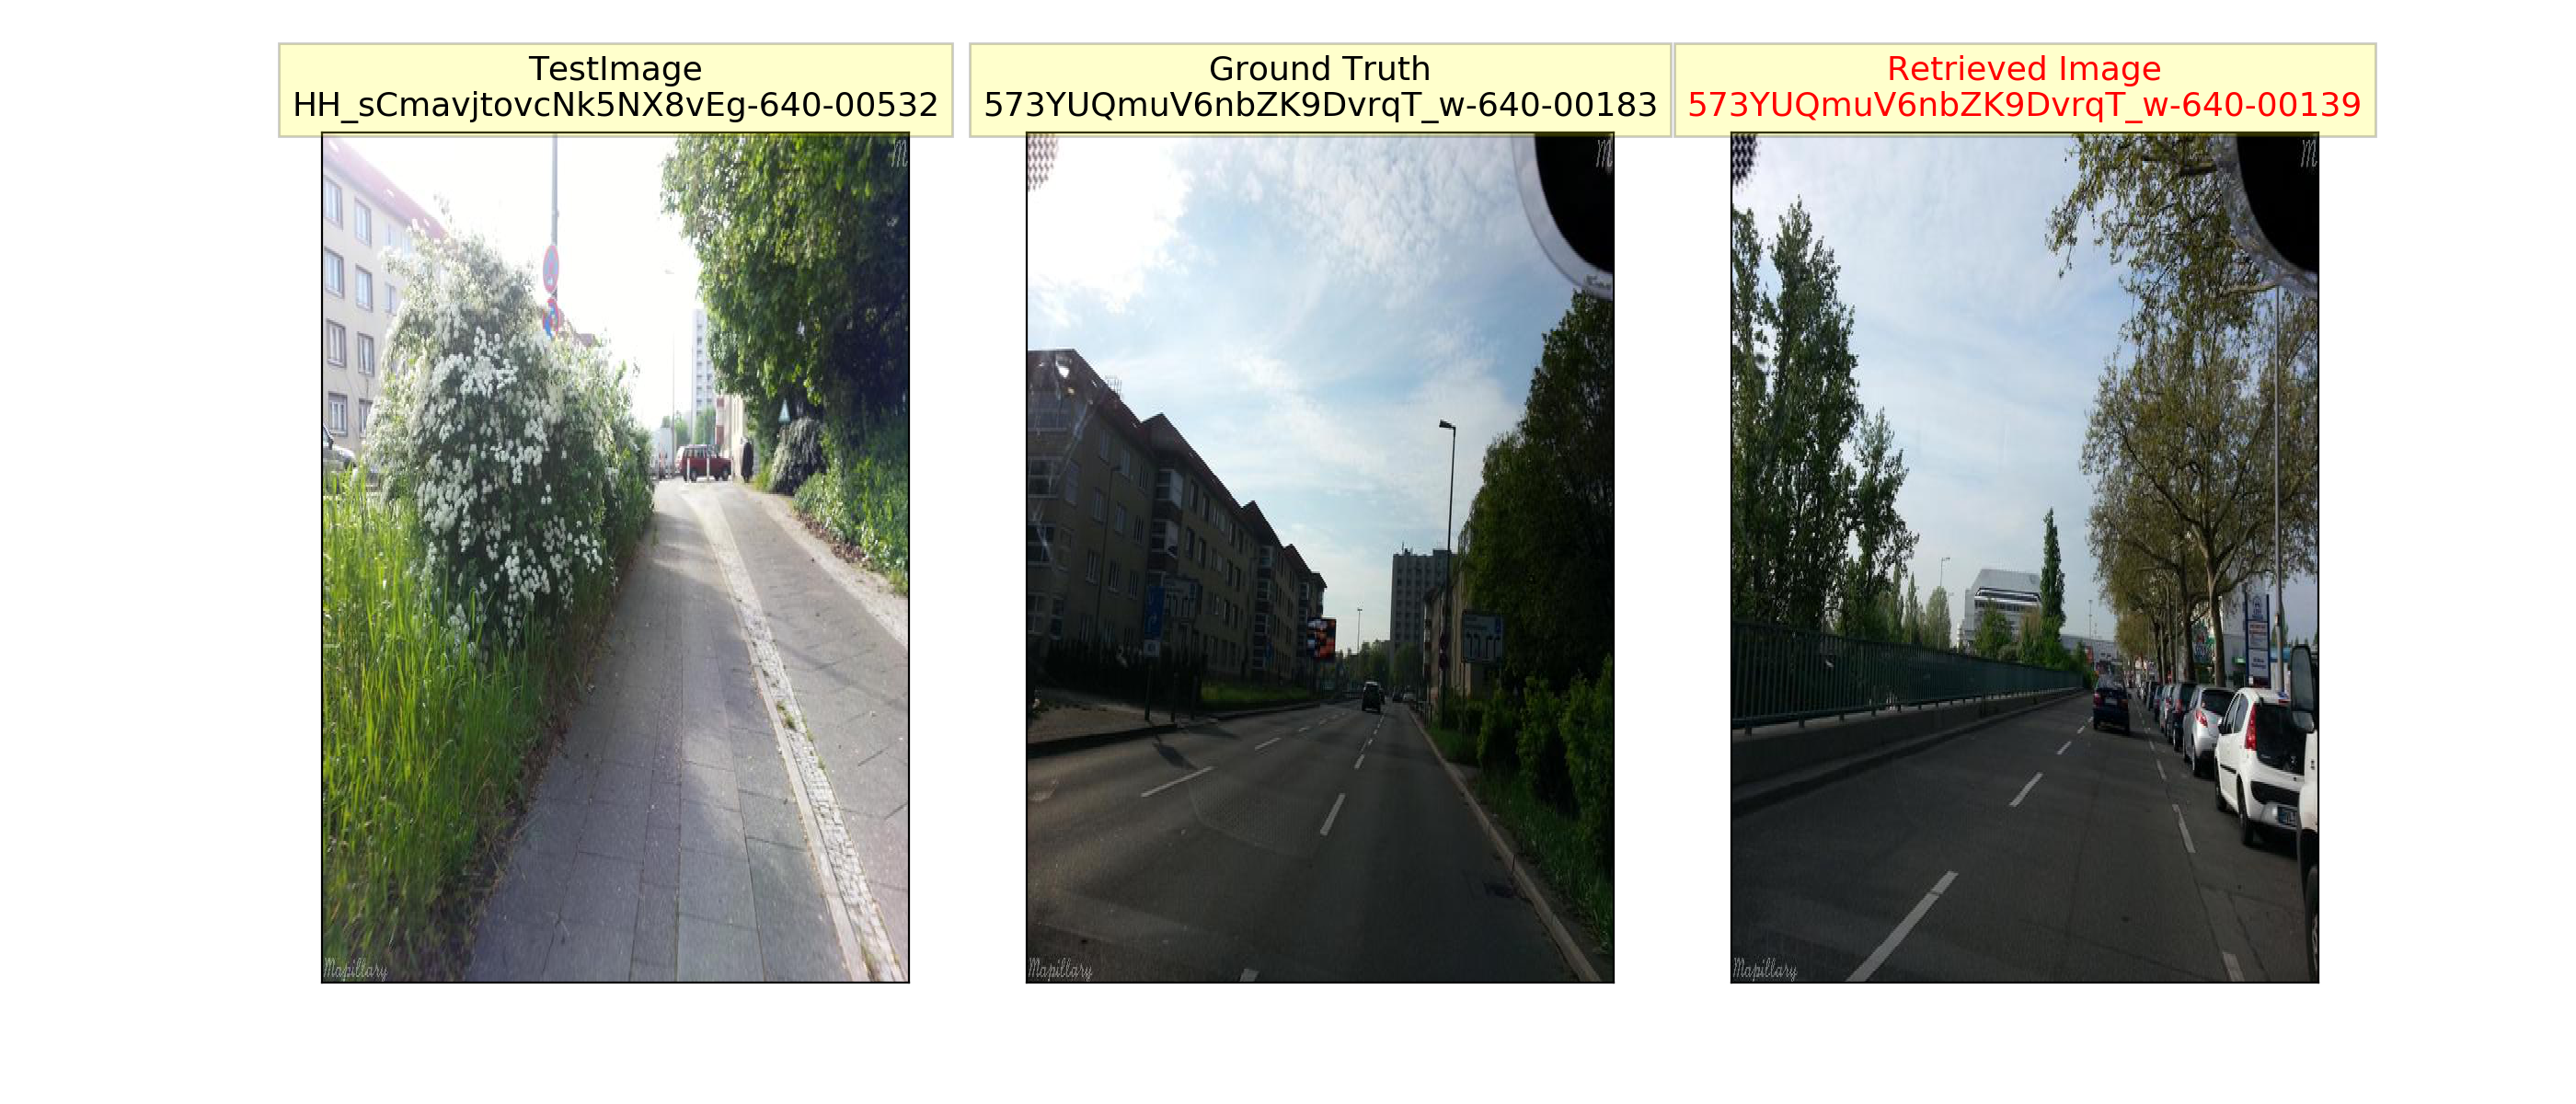 TestImage
HH_sCmavjtovcNk5NX8vEg-640-00532
Ground Truth
573YUQmuV6nbZK9DvrqT_w-640-00183
Retrieved Image
573YUQmuV6nbZK9DvrqT_w-640-00139
M
M
M
Mapillary
Mapillary
Mapillary